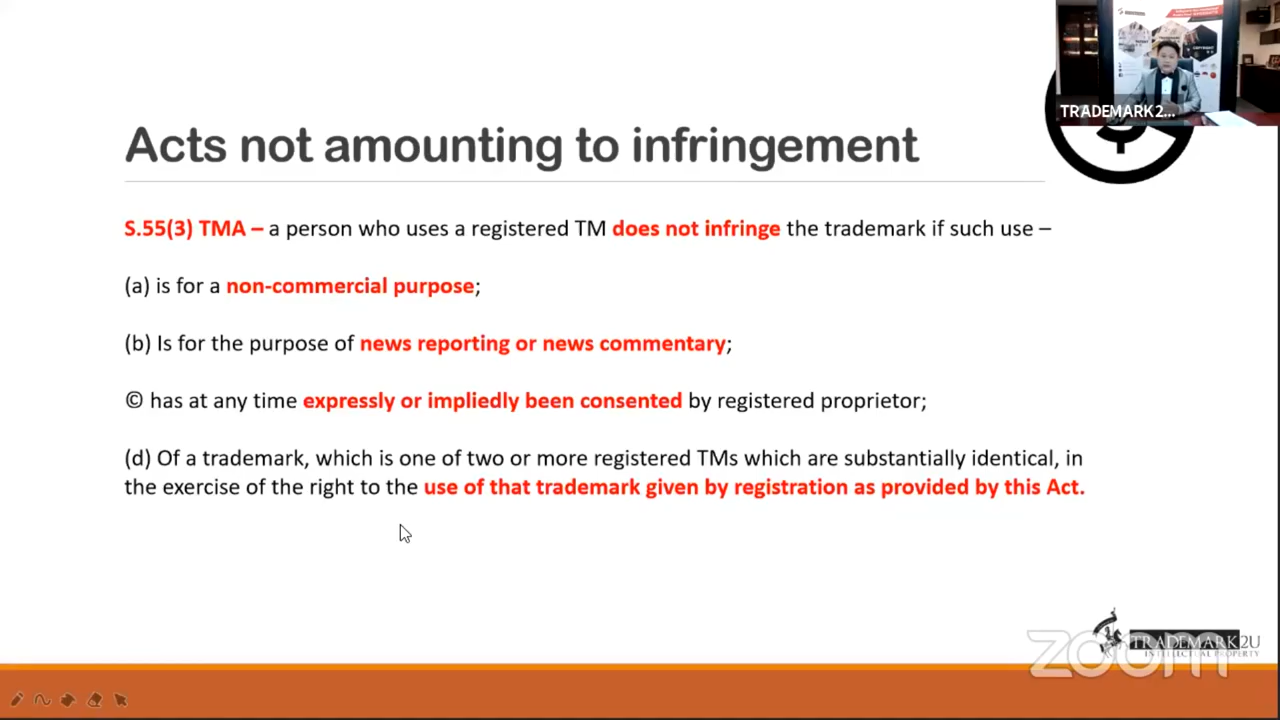 TRADEMARK 2...
Acts not amounting to infringement
S.55(3) TMA – a person who uses a registered TM does not infringe the trademark if such use –
(a) is for a non-commercial purpose;
(b) Is for the purpose of news reporting or news commentary;
© has at any time expressly or impliedly been consented by registered proprietor;
(d) Of a trademark, which is one of two or more registered TMs which are substantially identical, in
the exercise of the right to the use of that trademark given by registration as provided by this Act.
TRADEMARK2U
INTELLECTUAL PROPERTY
zoom